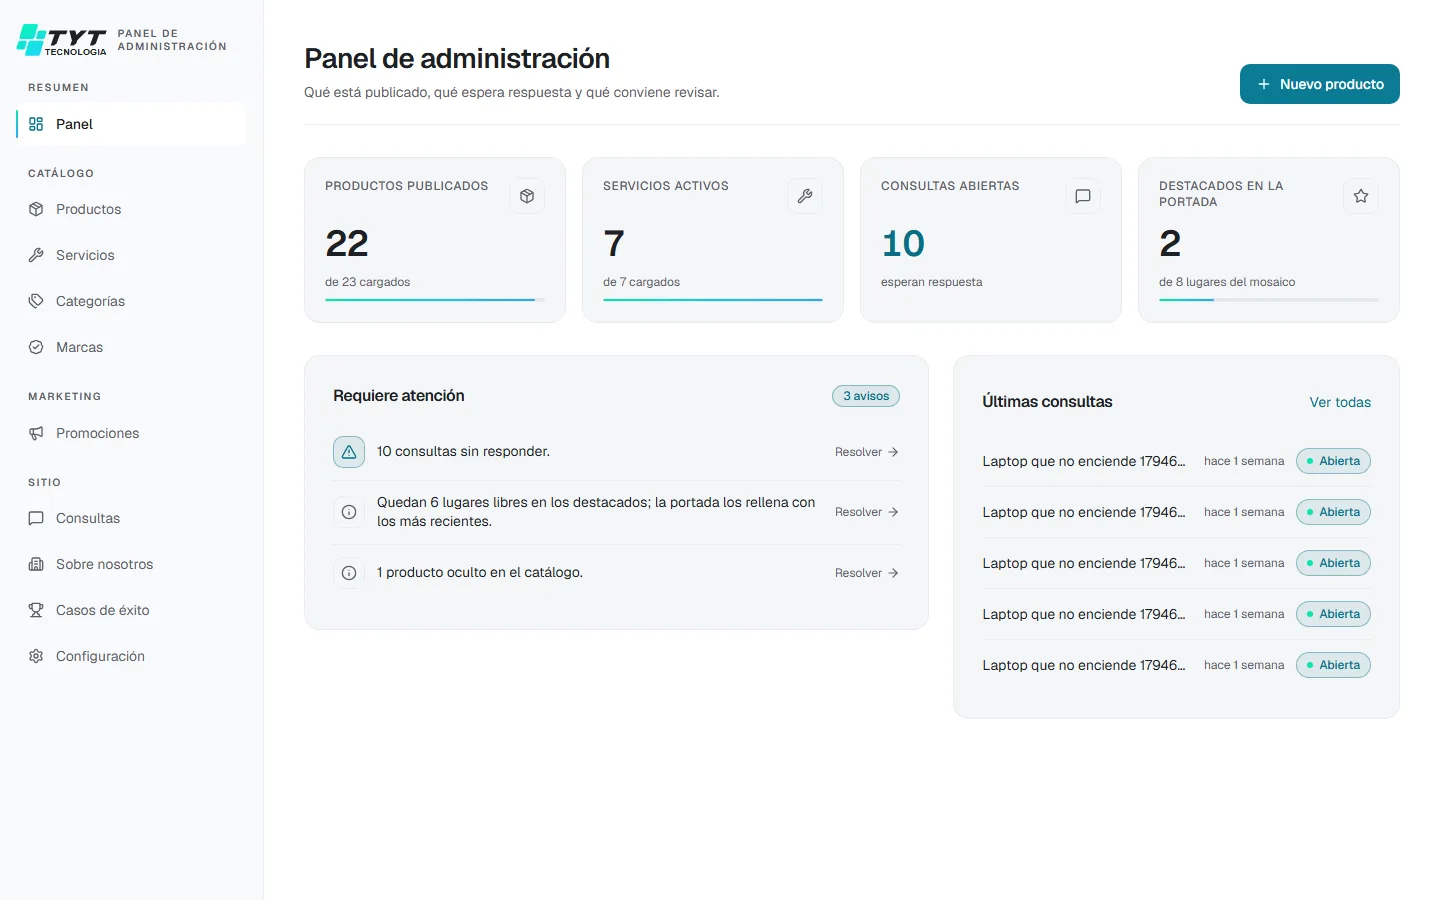 TYT
TECNOLOGIA
PANEL DE
ADMINISTRACIÓN
RESUMEN
Panel
CATÁLOGO
Productos
Servicios
Categorías
Marcas
MARKETING
Promociones
SITIO
Consultas
Sobre nosotros
Casos de éxito
Configuración
Panel de administración
Qué está publicado, qué espera respuesta y qué conviene revisar.
+ Nuevo producto
PRODUCTOS PUBLICADOS
22
de 23 cargados
SERVICIOS ACTIVOS
7
de 7 cargados
CONSULTAS ABIERTAS
10
esperan respuesta
DESTACADOS EN LA
PORTADA
2
de 8 lugares del mosaico
Requiere atención
3 avisos
10 consultas sin responder.
Resolver →
Quedan 6 lugares libres en los destacados; la portada los rellena con
los más recientes.
Resolver →
1 producto oculto en el catálogo.
Resolver →
Últimas consultas
Ver todas
Laptop que no enciende 17946... hace 1 semana Abierta
Laptop que no enciende 17946... hace 1 semana Abierta
Laptop que no enciende 17946... hace 1 semana Abierta
Laptop que no enciende 17946... hace 1 semana Abierta
Laptop que no enciende 17946... hace 1 semana Abierta